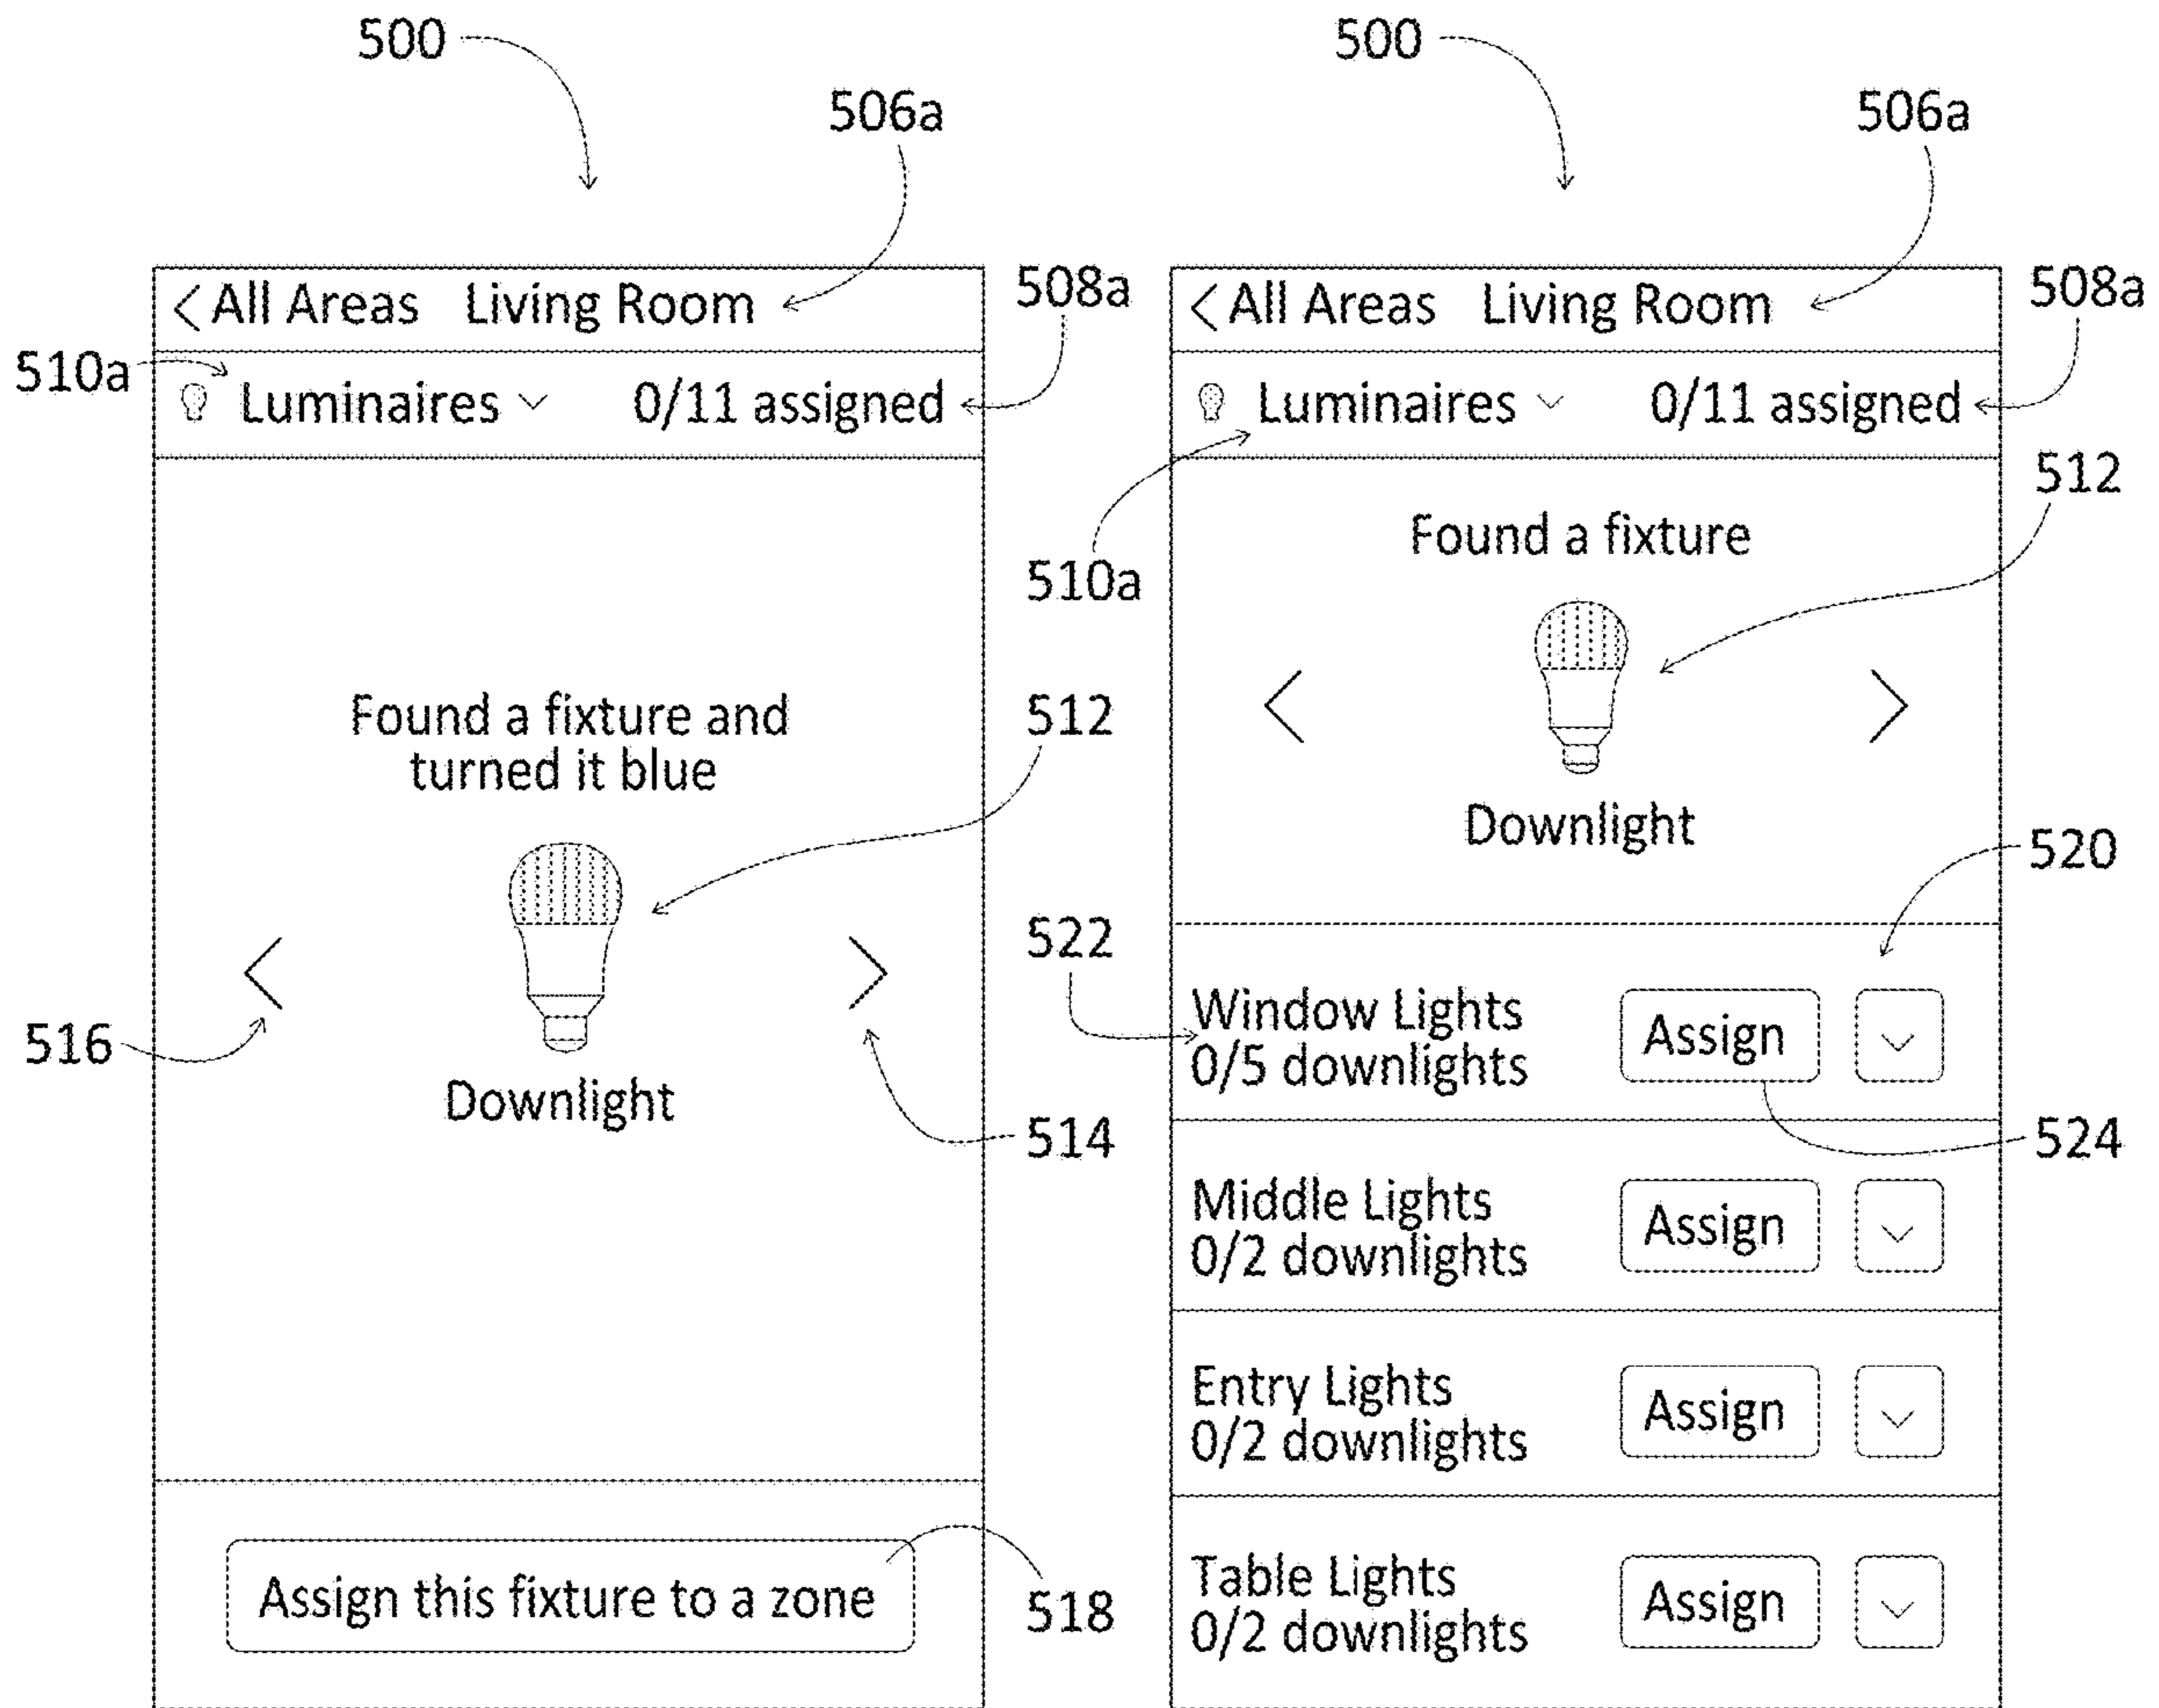 500
506a
508a
< All Areas Living Room
510a
Luminaires
0/11 assigned
Found a fixture and
turned it blue
512
Downlight
516
514
Assign this fixture to a zone
518
500
506a
508a
< All Areas Living Room
Luminaires
0/11 assigned
510a
512
Found a fixture
Downlight
520
522
Window Lights
0/5 downlights
Assign
524
Middle Lights
0/2 downlights
Assign
Entry Lights
0/2 downlights
Assign
Table Lights
0/2 downlights
Assign